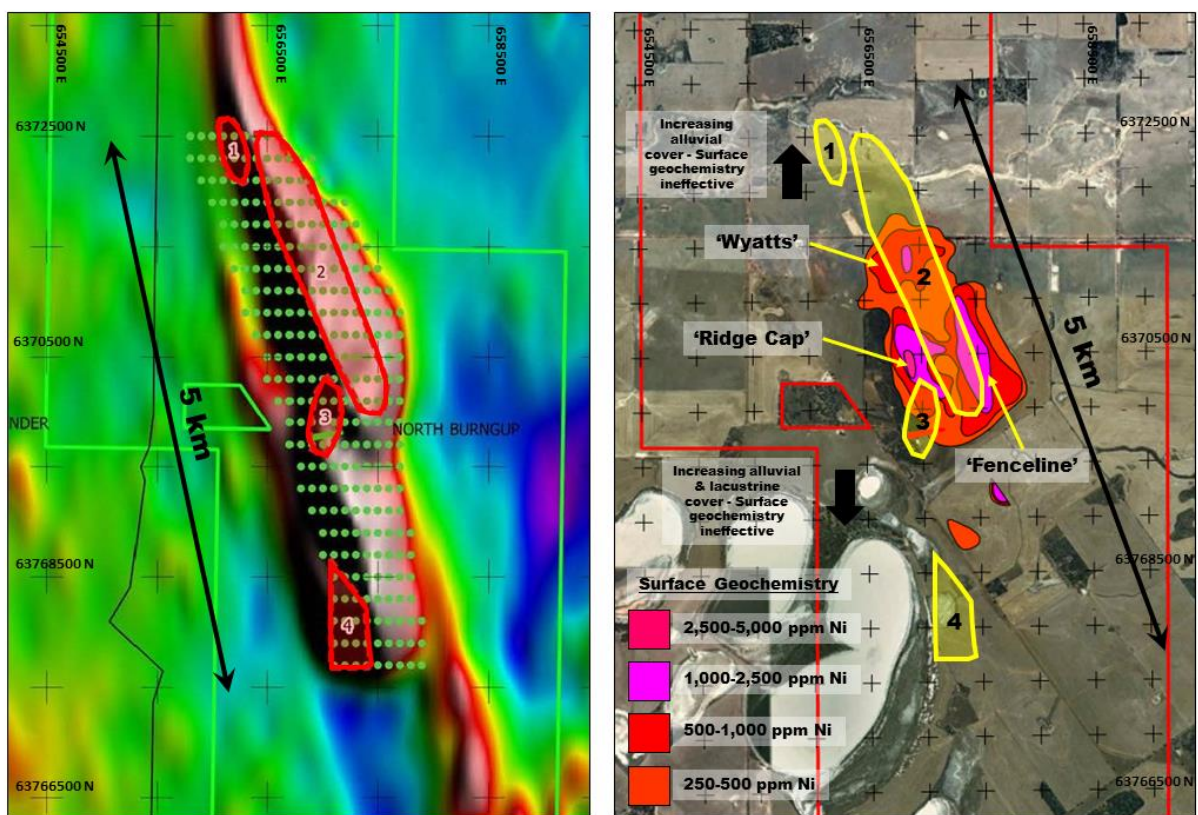 654500 E
656500 E
658500 E
6372500 N
1
2
6370500 N
5 km
3
NDER
NORTH BURNGUP
63768500 N
4
63766500 N
654500 E
656500 E
658500 E
Increasing
alluvial
cover - Surface
geochemistry
ineffective
1
6372500 N
'Wyatts'
2
'Ridge Cap'
6370500 N
5 km
3
'Fenceline'
Increasing alluvial
& lacustrine
cover - Surface
geochemistry
ineffective
63768500 N
4
Surface Geochemistry
2,500-5,000 ppm Ni
1,000-2,500 ppm Ni
500-1,000 ppm Ni
250-500 ppm Ni
63766500 N